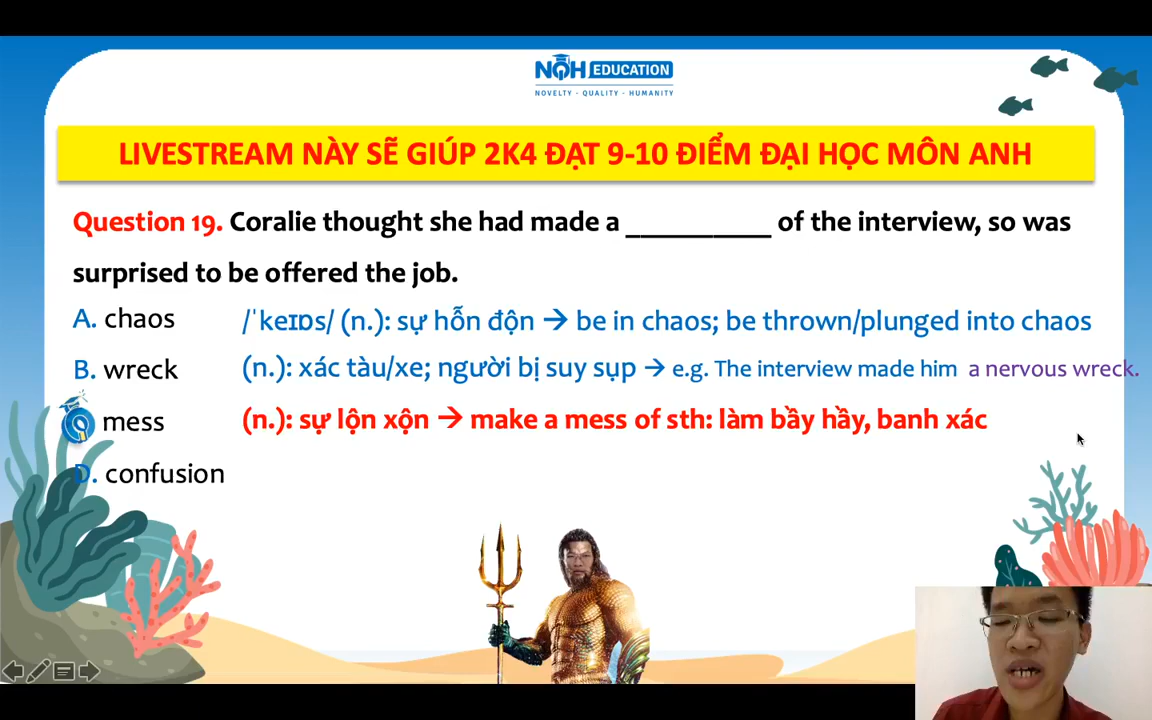 NQH EDUCATION
NOVELTY - QUALITY - HUMANITY
LIVESTREAM NÀY SẼ GIÚP 2K4 ĐẠT 9-10 ĐIỂM ĐẠI HỌC MÔN ANH
Question 19. Coralie thought she had made a __________ of the interview, so was
surprised to be offered the job.
A. chaos /ˈkeɪɒs/ (n.): sự hỗn độn → be in chaos; be thrown/plunged into chaos
B. wreck (n.): xác tàu/xe; người bị suy sụp → e.g. The interview made him a nervous wreck.
mess (n.): sự lộn xộn → make a mess of sth: làm bầy hầy, banh xác
D. confusion